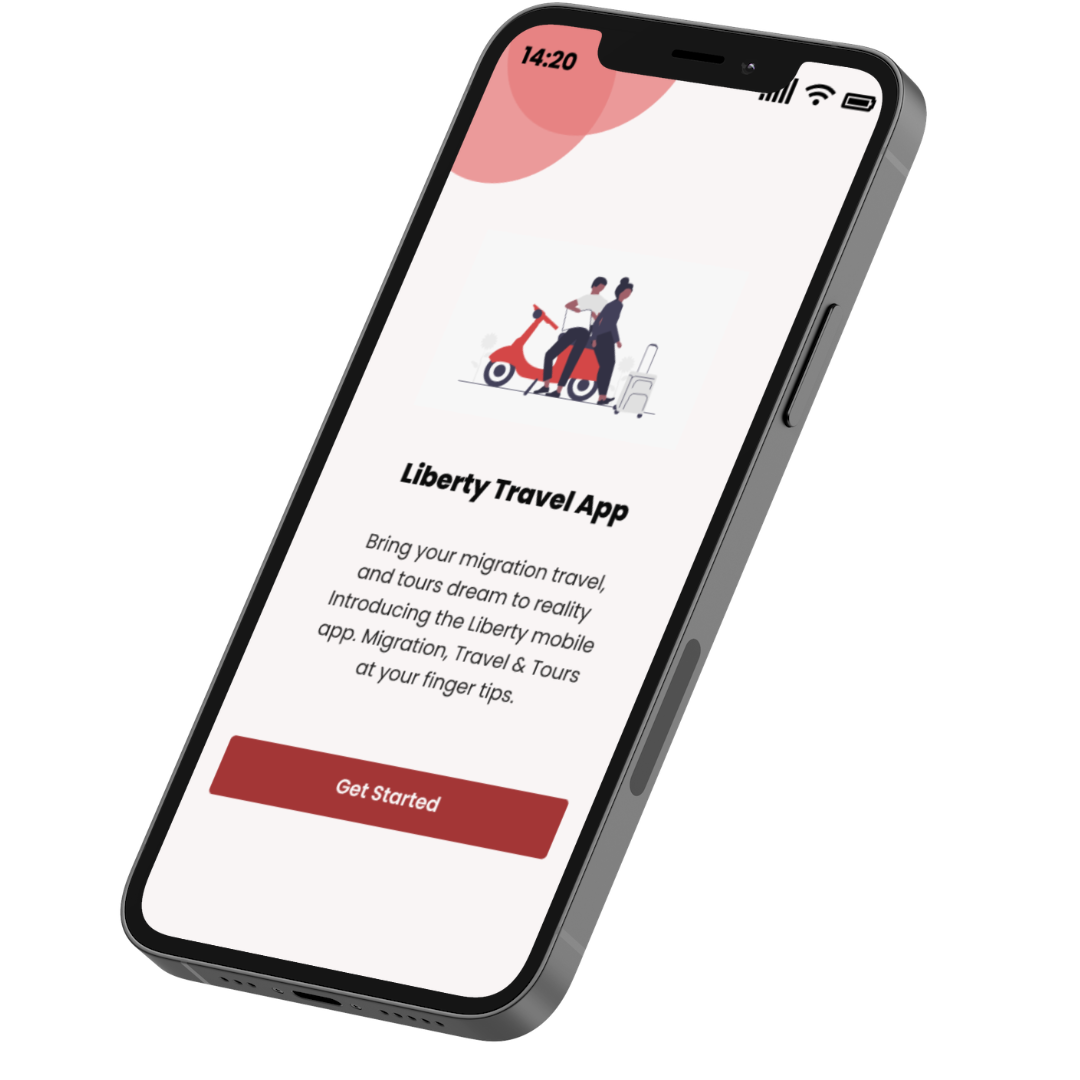 14:20
Liberty Travel App
Bring your migration travel,
and tours dream to reality
Introducing the Liberty mobile
app. Migration, Travel & Tours
at your finger tips.
Get Started